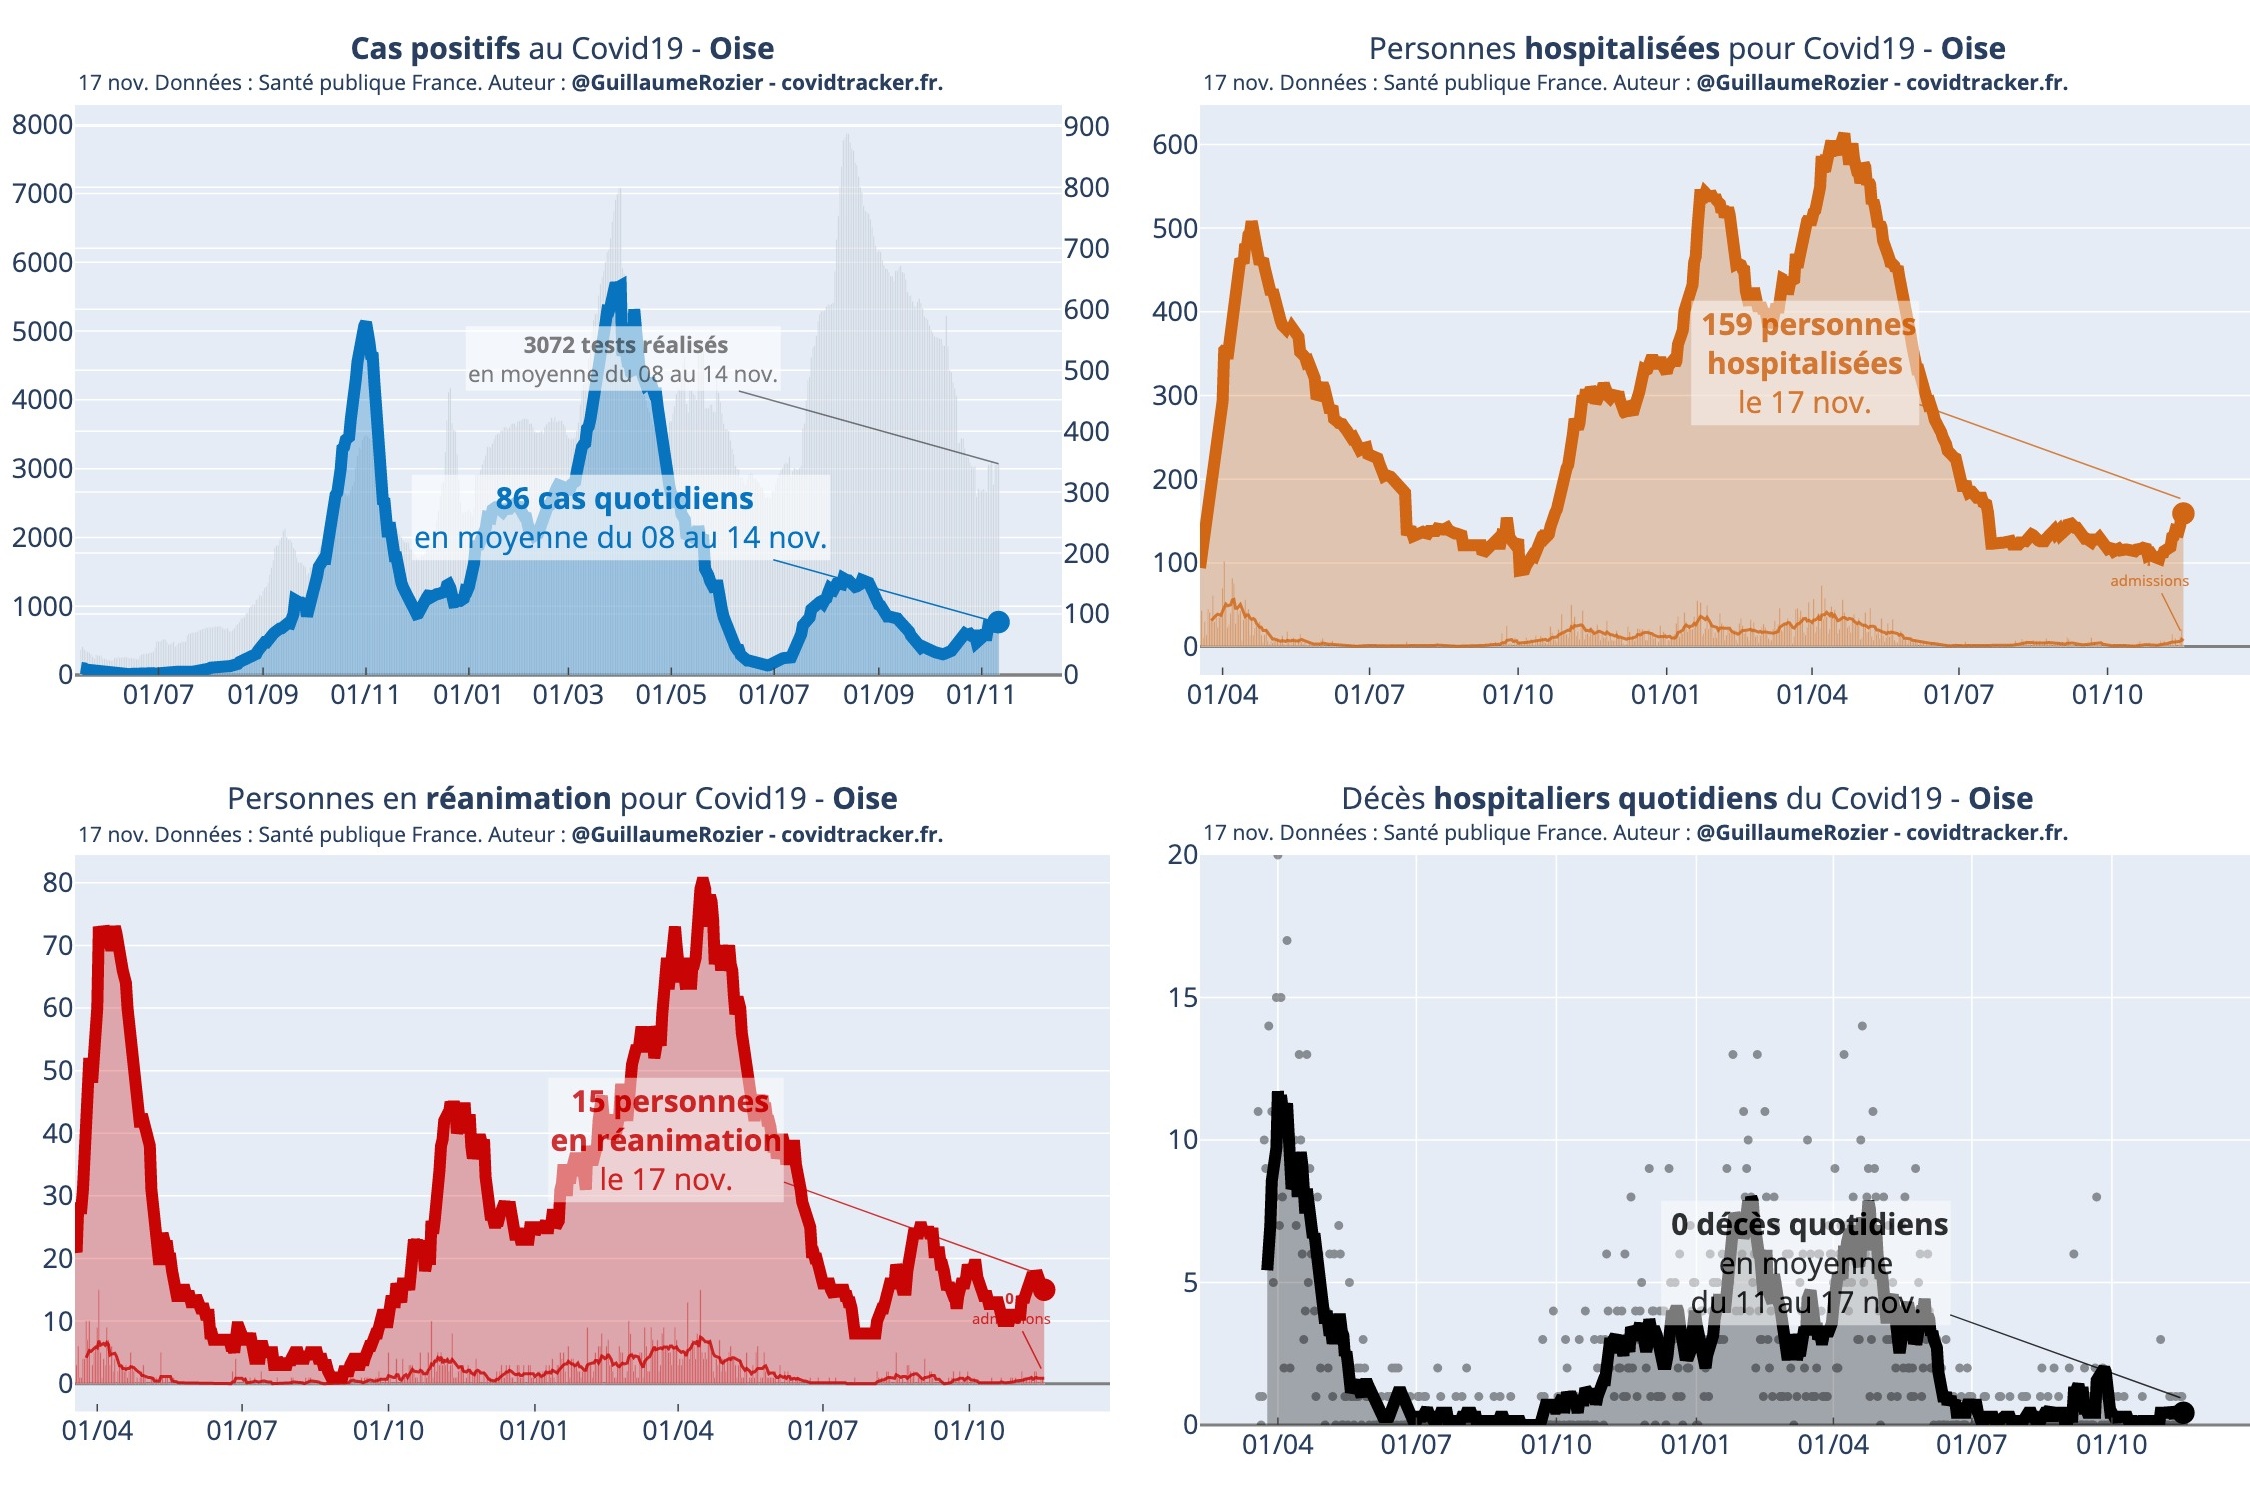 Cas positifs au Covid19 - Oise
17 nov. Données : Santé publique France. Auteur : @GuillaumeRozier - covidtracker.fr.
8000
7000
6000
5000
4000
3000
2000
1000
0
900
800
700
600
500
400
300
200
100
0
3072 tests réalisés
en moyenne du 08 au 14 nov.
86 cas quotidiens
en moyenne du 08 au 14 nov.
01/07 01/09 01/11 01/01 01/03 01/05 01/07 01/09 01/11
Personnes hospitalisées pour Covid19 - Oise
17 nov. Données : Santé publique France. Auteur : @GuillaumeRozier - covidtracker.fr.
600
500
400
300
200
100
0
159 personnes
hospitalisées
le 17 nov.
admissions
01/04 01/07 01/10 01/01 01/04 01/07 01/10
Personnes en réanimation pour Covid19 - Oise
17 nov. Données : Santé publique France. Auteur : @GuillaumeRozier - covidtracker.fr.
80
70
60
50
40
30
20
10
0
15 personnes
en réanimation
le 17 nov.
0
admissions
01/04 01/07 01/10 01/01 01/04 01/07 01/10
Décès hospitaliers quotidiens du Covid19 - Oise
17 nov. Données : Santé publique France. Auteur : @GuillaumeRozier - covidtracker.fr.
20
15
10
5
0
0 décès quotidiens
en moyenne
du 11 au 17 nov.
01/04 01/07 01/10 01/01 01/04 01/07 01/10